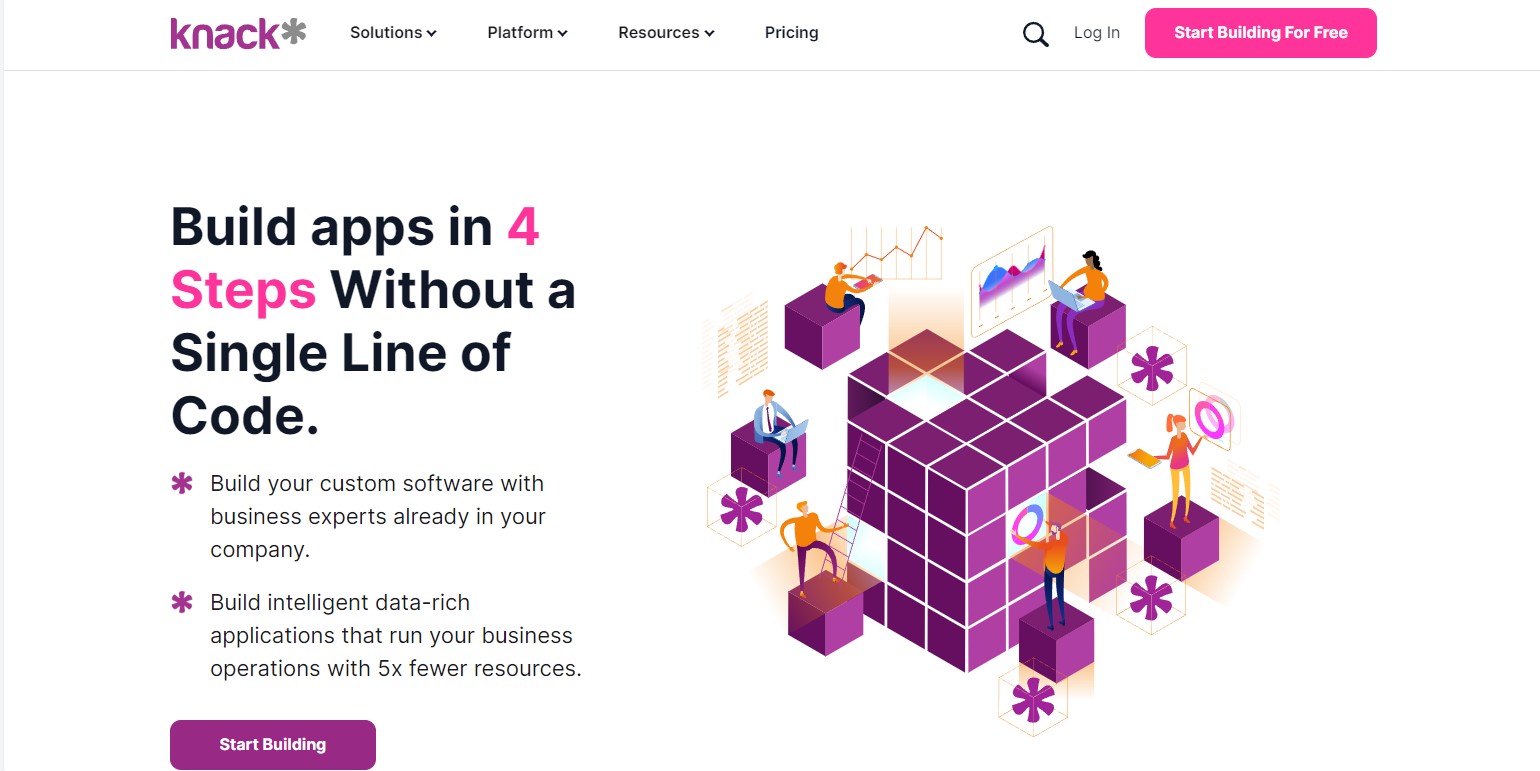 knack*
Solutions
Platform
Resources
Pricing
Log In
Start Building For Free
Build apps in 4
Steps Without a
Single Line of
Code.
Build your custom software with
business experts already in your
company.
Build intelligent data-rich
applications that run your business
operations with 5x fewer resources.
Start Building